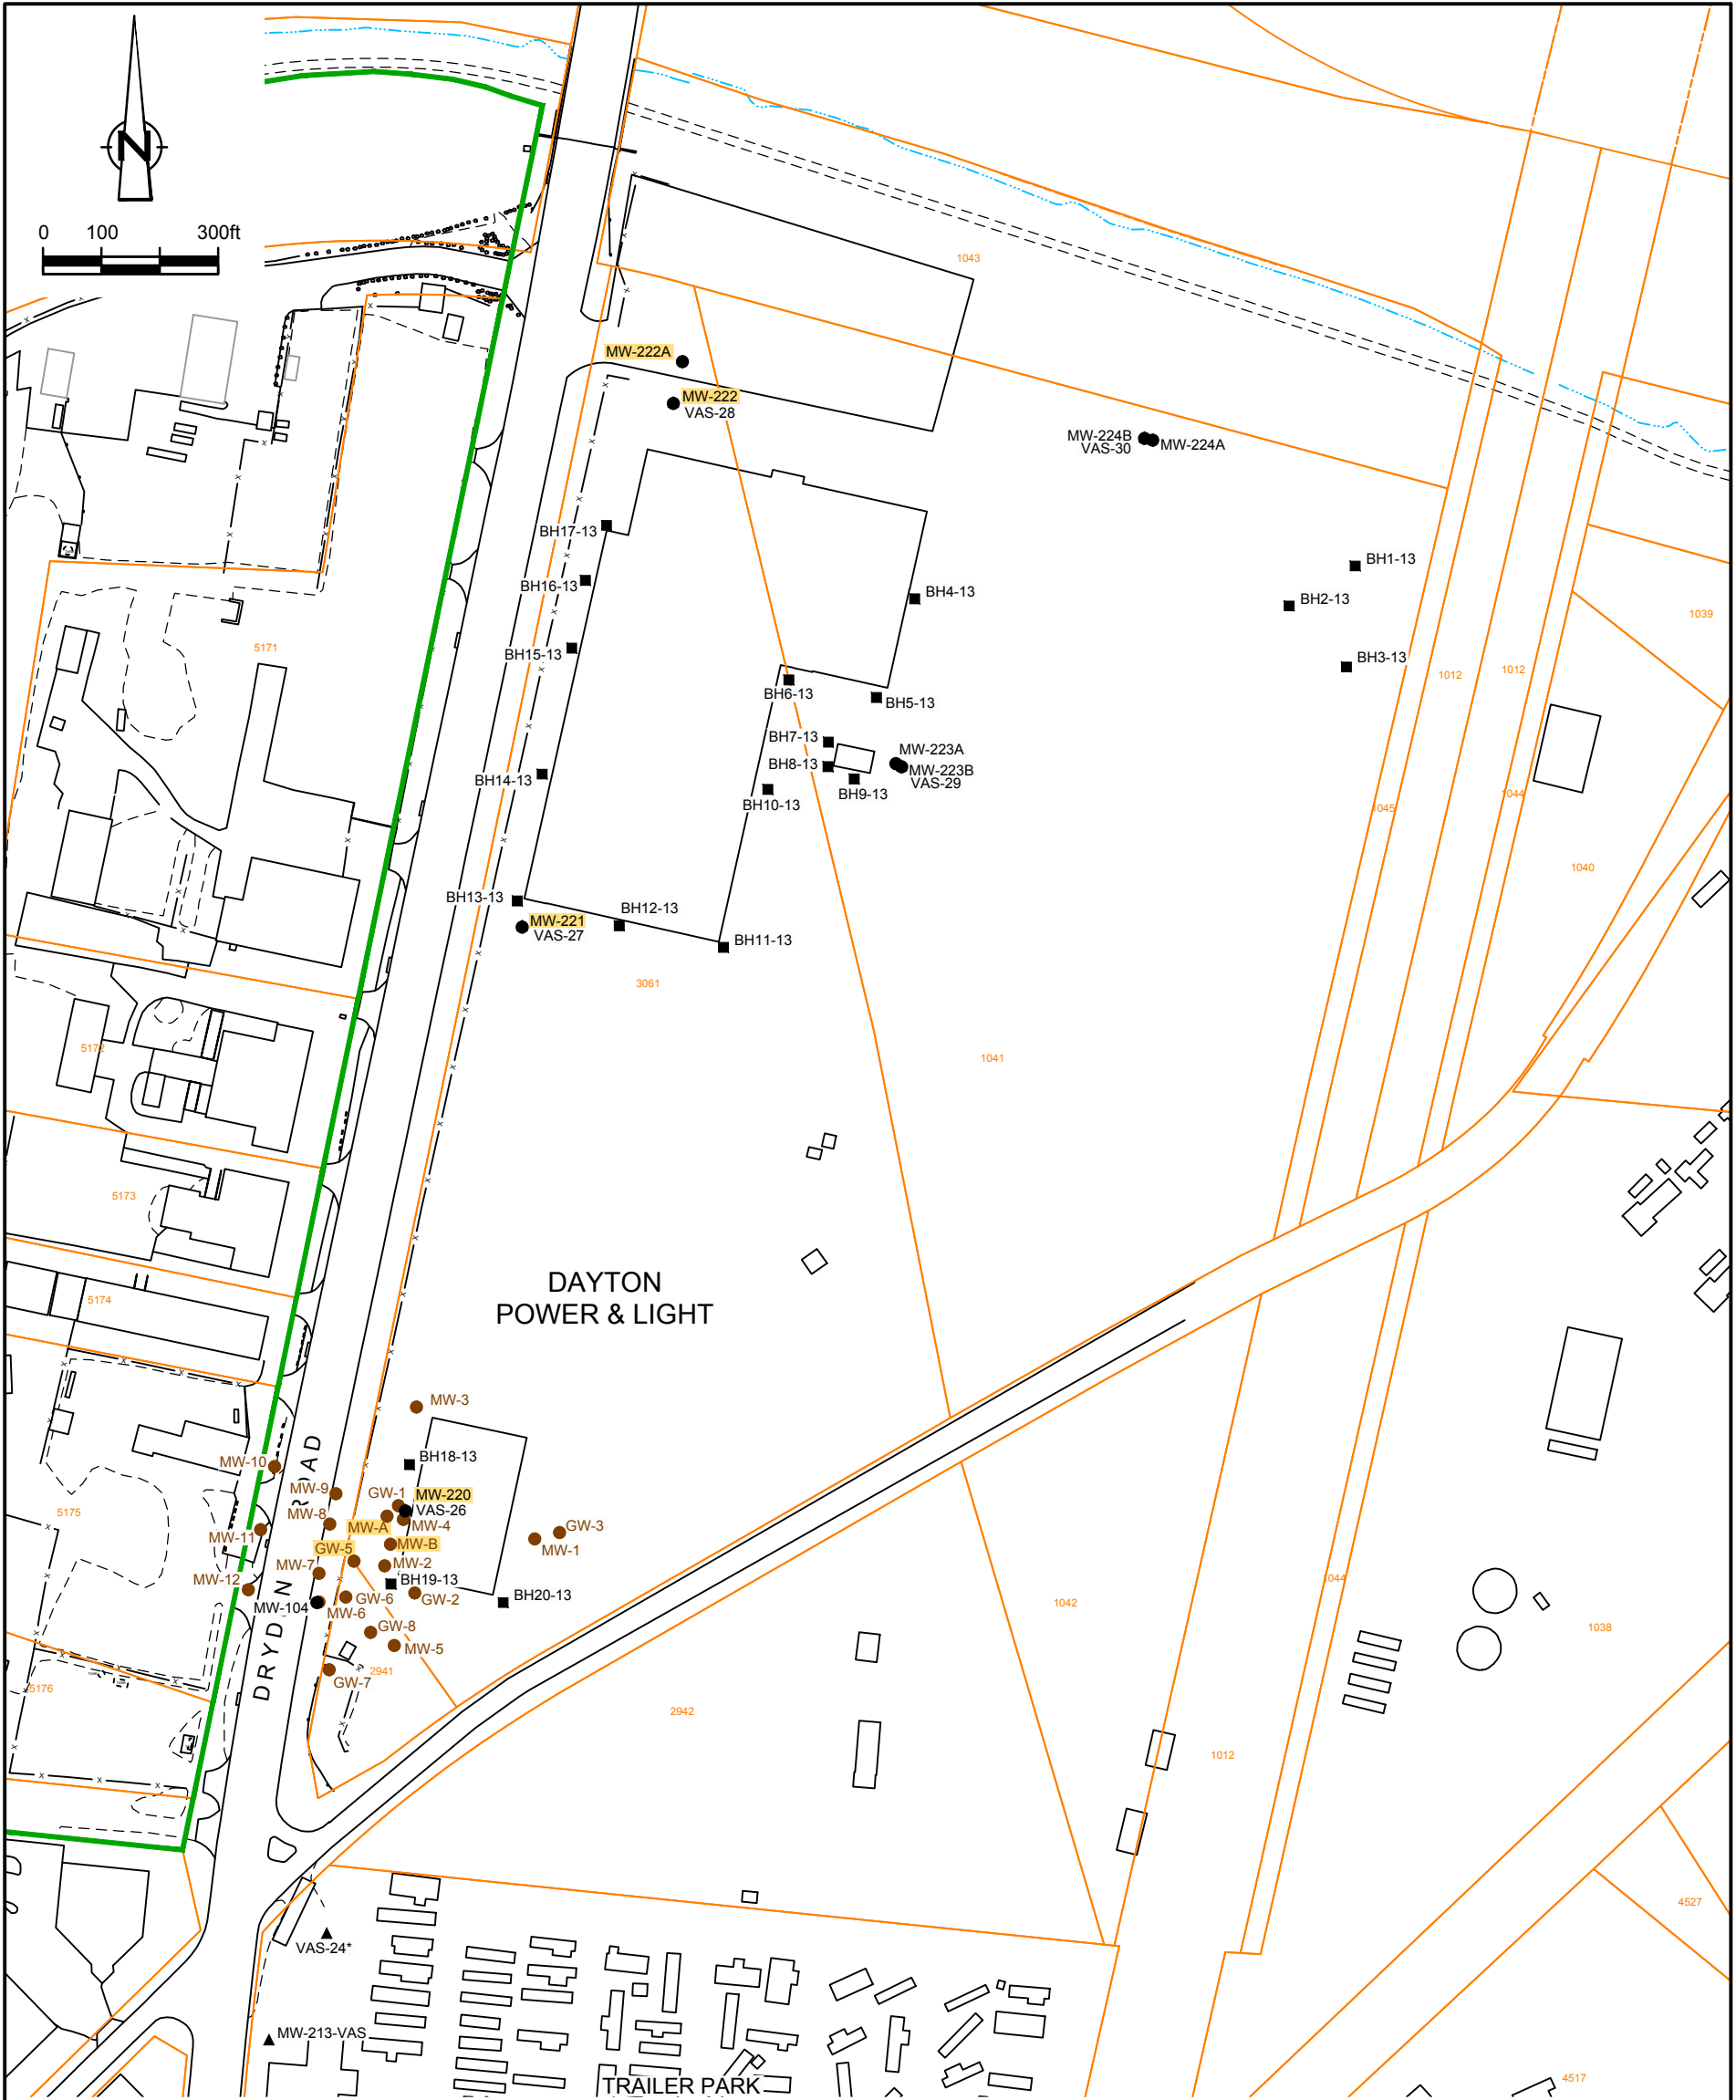 N
0 100 300ft
1043
MW-222A
MW-222
VAS-28
MW-224B
VAS-30
MW-224A
BH17-13
BH1-13
BH16-13
BH4-13
BH2-13
1039
5171
BH15-13
BH3-13
1012
1012
BH6-13
BH5-13
BH7-13
MW-223A
BH8-13
MW-223B
VAS-29
BH14-13
BH9-13
BH10-13
1045
1044
1040
BH13-13
BH12-13
MW-221
VAS-27
BH11-13
3061
5172
1041
5173
DAYTON
POWER & LIGHT
5174
MW-3
BH18-13
MW-10
MW-9
GW-1
MW-220
VAS-26
5175
MW-8
MW-A
MW-4
GW-3
MW-11
MW-1
GW-5
MW-B
MW-7
MW-2
MW-12
BH19-13
GW-6
GW-2
BH20-13
MW-104
MW-6
1044
1042
GW-8
MW-5
1038
DRYDEN ROAD
2941
GW-7
5176
2942
1012
4527
VAS-24*
MW-213-VAS
TRAILER PARK
4517